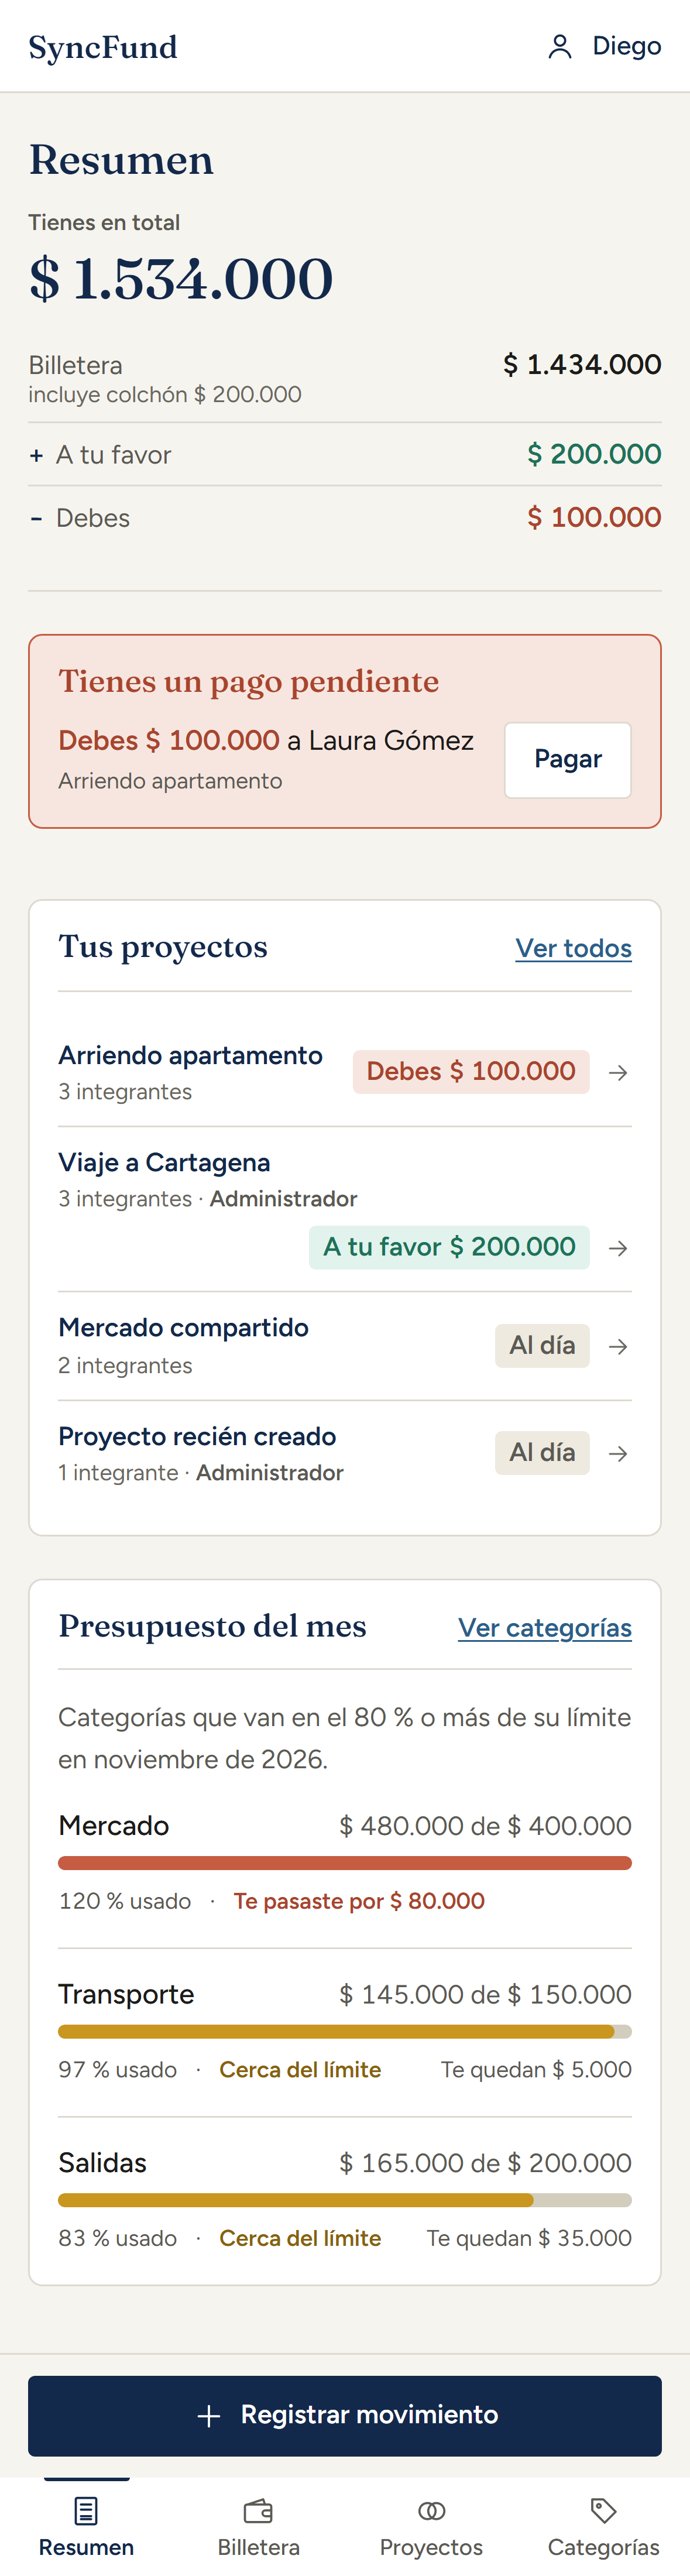 SyncFund
Diego
Resumen
Tienes en total
$ 1.534.000
Billetera $ 1.434.000
incluye colchón $ 200.000
+ A tu favor $ 200.000
− Debes $ 100.000
Tienes un pago pendiente
Debes $ 100.000 a Laura Gómez
Arriendo apartamento
Pagar
Tus proyectos Ver todos
Arriendo apartamento
3 integrantes
Debes $ 100.000 →
Viaje a Cartagena
3 integrantes · Administrador
A tu favor $ 200.000 →
Mercado compartido
2 integrantes
Al día →
Proyecto recién creado
1 integrante · Administrador
Al día →
Presupuesto del mes Ver categorías
Categorías que van en el 80 % o más de su límite
en noviembre de 2026.
Mercado $ 480.000 de $ 400.000
120 % usado · Te pasaste por $ 80.000
Transporte $ 145.000 de $ 150.000
97 % usado · Cerca del límite Te quedan $ 5.000
Salidas $ 165.000 de $ 200.000
83 % usado · Cerca del límite Te quedan $ 35.000
+ Registrar movimiento
Resumen Billetera Proyectos Categorías